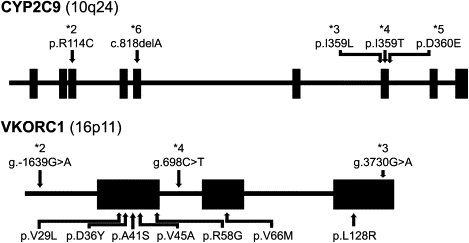 CYP2C9 (10q24)
*2 *6 *3 *4 *5
p.R114C c.818delA p.I359L p.I359T p.D360E
VKORC1 (16p11)
*2 *4 *3
g.-1639G>A g.698C>T g.3730G>A
p.V29L p.D36Y p.A41S p.V45A p.R58G p.V66M p.L128R